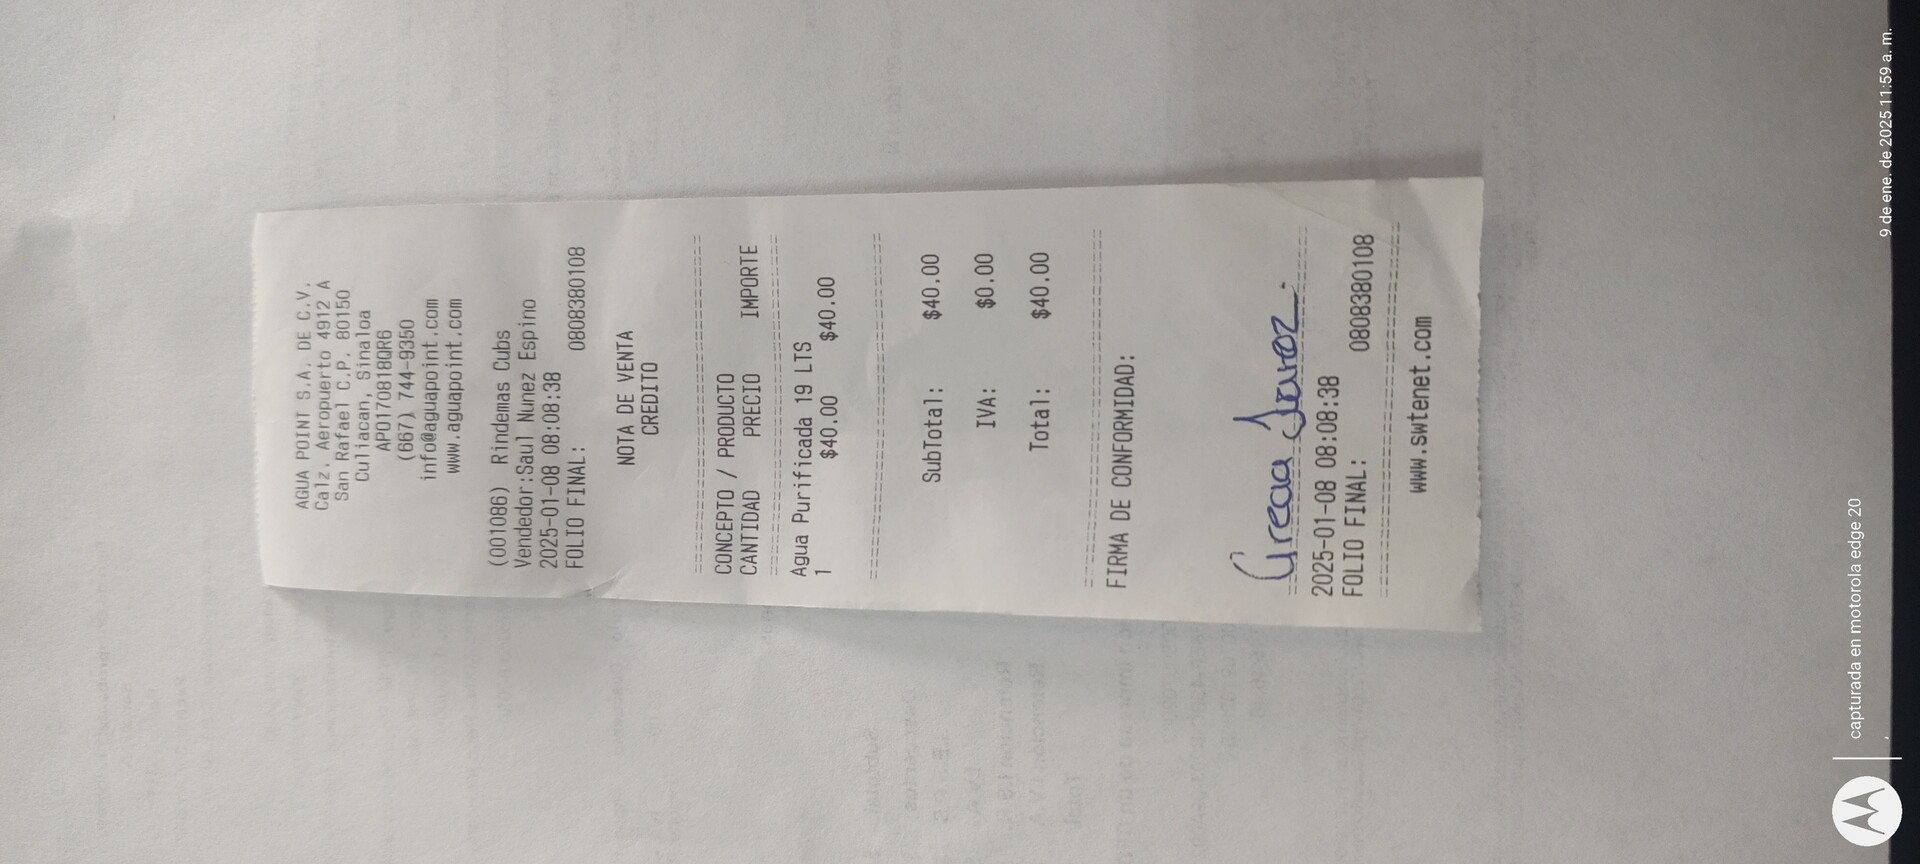 AGUA POINT S.A. DE C.V.
Calz. Aeropuerto 4912 A
San Rafael C.P. 80150
Culiacan, Sinaloa
APO170818QR6
(667) 744-9350
info@aguapoint.com
www.aguapoint.com
(001086) Rindemas Cubs
Vendedor:Saul Nunez Espino
2025-01-08 08:08:38
FOLIO FINAL: 0808380108
NOTA DE VENTA
CREDITO
CONCEPTO / PRODUCTO
CANTIDAD PRECIO IMPORTE
Agua Purificada 19 LTS
1 $40.00 $40.00
SubTotal: $40.00
IVA: $0.00
Total: $40.00
FIRMA DE CONFORMIDAD:
2025-01-08 08:08:38
FOLIO FINAL: 0808380108
www.swtenet.com
capturada en motorola edge 20
9 de ene. de 2025 11:59 a. m.